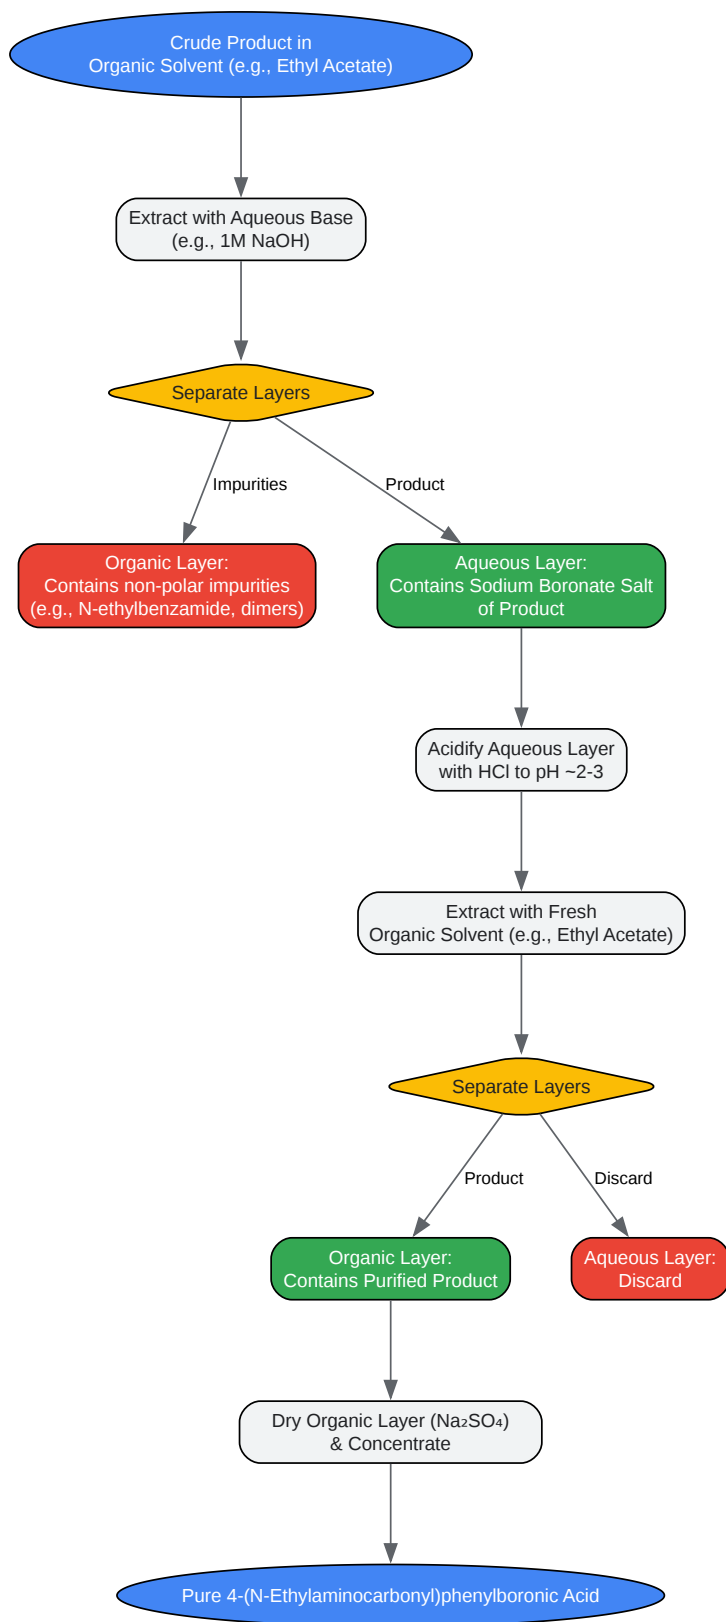 Crude Product in
Organic Solvent (e.g., Ethyl Acetate)
Extract with Aqueous Base
(e.g., 1M NaOH)
Separate Layers
Impurities
Product
Organic Layer:
Contains non-polar impurities
(e.g., N-ethylbenzamide, dimers)
Aqueous Layer:
Contains Sodium Boronate Salt
of Product
Acidify Aqueous Layer
with HCl to pH ~2-3
Extract with Fresh
Organic Solvent (e.g., Ethyl Acetate)
Separate Layers
Product
Discard
Organic Layer:
Contains Purified Product
Aqueous Layer:
Discard
Dry Organic Layer (Na₂SO₄)
& Concentrate
Pure 4-(N-Ethylaminocarbonyl)phenylboronic Acid